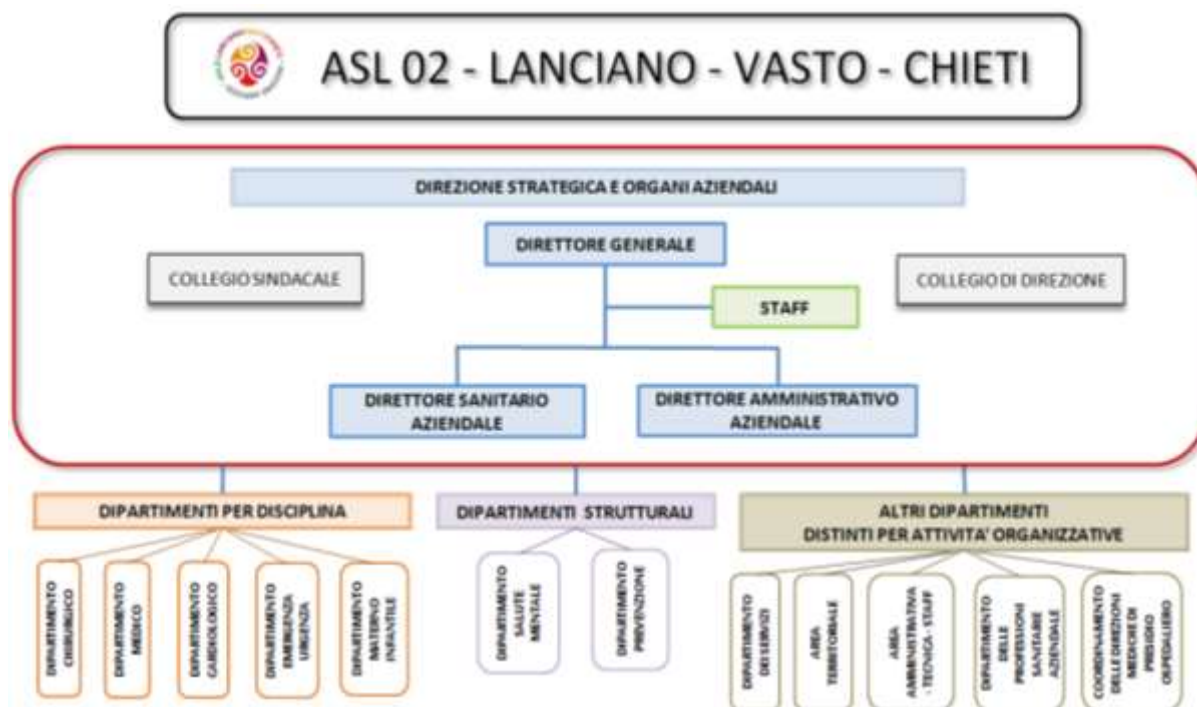 ASL 02 - LANCIANO - VASTO - CHIETI
DIREZIONE STRATEGICA E ORGANI AZIENDALI
DIRETTORE GENERALE
COLLEGIO SINDACALE
COLLEGIO DI DIREZIONE
STAFF
DIRETTORE SANITARIO
AZIENDALE
DIRETTORE AMMINISTRATIVO
AZIENDALE
DIPARTIMENTI PER DISCIPLINA
DIPARTIMENTI STRUTTURALI
ALTRI DIPARTIMENTI
DISTINTI PER ATTIVITA' ORGANIZZATIVE
DIPARTIMENTO
CHIRURGICO
DIPARTIMENTO
MEDICO
DIPARTIMENTO
CARDIOLOGICO
DIPARTIMENTO
EMERGENZA
URGENZA
DIPARTIMENTO
MATERNO
INFANTILE
DIPARTIMENTO
SALUTE
MENTALE
DIPARTIMENTO
PREVENZIONE
DIPARTIMENTO
DEI SERVIZI
AREA
TERRITORIALE
AREA
AMMINISTRATIVA
- TECNICA - STAFF
DIPARTIMENTO
DELLE
PROFESSIONI
SANITARIE
AZIENDALE
COORDINAMENTO
DELLE DIREZIONI
MEDICHE DI
PRESIDIO
OSPEDALIERO